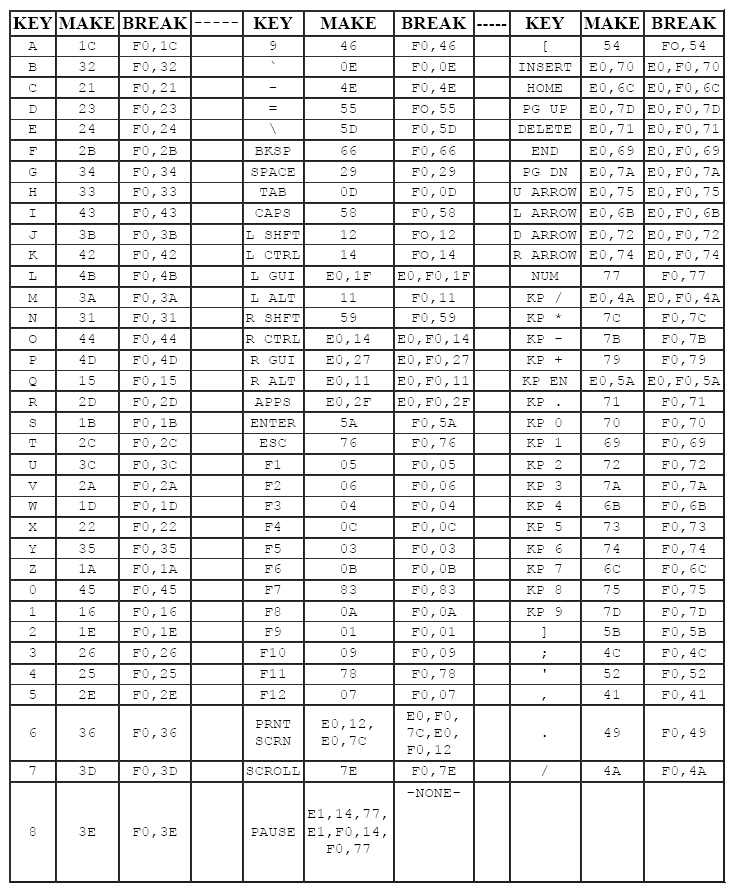 KEY MAKE BREAK ----- KEY MAKE BREAK ----- KEY MAKE BREAK
A 1C F0,1C 9 46 F0,46 [ 54 FO,54
B 32 F0,32 ` 0E F0,0E INSERT E0,70 E0,F0,70
C 21 F0,21 - 4E F0,4E HOME E0,6C E0,F0,6C
D 23 F0,23 = 55 FO,55 PG UP E0,7D E0,F0,7D
E 24 F0,24 \ 5D F0,5D DELETE E0,71 E0,F0,71
F 2B F0,2B BKSP 66 F0,66 END E0,69 E0,F0,69
G 34 F0,34 SPACE 29 F0,29 PG DN E0,7A E0,F0,7A
H 33 F0,33 TAB 0D F0,0D U ARROW E0,75 E0,F0,75
I 43 F0,43 CAPS 58 F0,58 L ARROW E0,6B E0,F0,6B
J 3B F0,3B L SHFT 12 FO,12 D ARROW E0,72 E0,F0,72
K 42 F0,42 L CTRL 14 FO,14 R ARROW E0,74 E0,F0,74
L 4B F0,4B L GUI E0,1F E0,F0,1F NUM 77 F0,77
M 3A F0,3A L ALT 11 F0,11 KP / E0,4A E0,F0,4A
N 31 F0,31 R SHFT 59 F0,59 KP * 7C F0,7C
O 44 F0,44 R CTRL E0,14 E0,F0,14 KP - 7B F0,7B
P 4D F0,4D R GUI E0,27 E0,F0,27 KP + 79 F0,79
Q 15 F0,15 R ALT E0,11 E0,F0,11 KP EN E0,5A E0,F0,5A
R 2D F0,2D APPS E0,2F E0,F0,2F KP . 71 F0,71
S 1B F0,1B ENTER 5A F0,5A KP 0 70 F0,70
T 2C F0,2C ESC 76 F0,76 KP 1 69 F0,69
U 3C F0,3C F1 05 F0,05 KP 2 72 F0,72
V 2A F0,2A F2 06 F0,06 KP 3 7A F0,7A
W 1D F0,1D F3 04 F0,04 KP 4 6B F0,6B
X 22 F0,22 F4 0C F0,0C KP 5 73 F0,73
Y 35 F0,35 F5 03 F0,03 KP 6 74 F0,74
Z 1A F0,1A F6 0B F0,0B KP 7 6C F0,6C
0 45 F0,45 F7 83 F0,83 KP 8 75 F0,75
1 16 F0,16 F8 0A F0,0A KP 9 7D F0,7D
2 1E F0,1E F9 01 F0,01 ] 5B F0,5B
3 26 F0,26 F10 09 F0,09 ; 4C F0,4C
4 25 F0,25 F11 78 F0,78 ' 52 F0,52
5 2E F0,2E F12 07 F0,07 , 41 F0,41
6 36 F0,36
PRNT
SCRN
E0,12,
E0,7C
E0,F0,
7C,E0,
F0,12
. 49 F0,49
7 3D F0,3D SCROLL 7E F0,7E / 4A F0,4A
8 3E F0,3E PAUSE
E1,14,77,
E1,F0,14,
F0,77
-NONE-